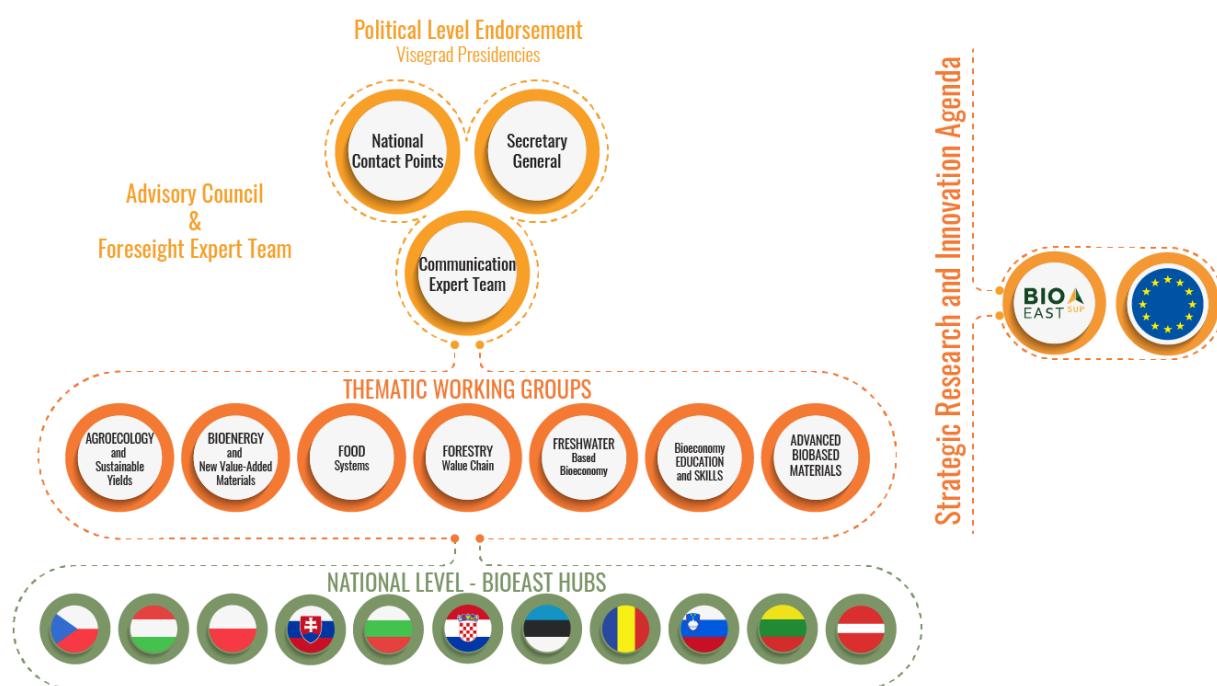 Political Level Endorsement
Visegrad Presidencies
National
Contact Points
Secretary
General
Advisory Council
&
Foreseight Expert Team
Communication
Expert Team
THEMATIC WORKING GROUPS
AGROECOLOGY
and
Sustainable
Yields
BIOENERGY
and
New Value-Added
Materials
FOOD
Systems
FORESTRY
Walue Chain
FRESHWATER
Based
Bioeconomy
Bioeconomy
EDUCATION
and SKILLS
ADVANCED
BIOBASED
MATERIALS
NATIONAL LEVEL - BIOEAST HUBS
Strategic Research and Innovation Agenda
BIO
EAST SUP